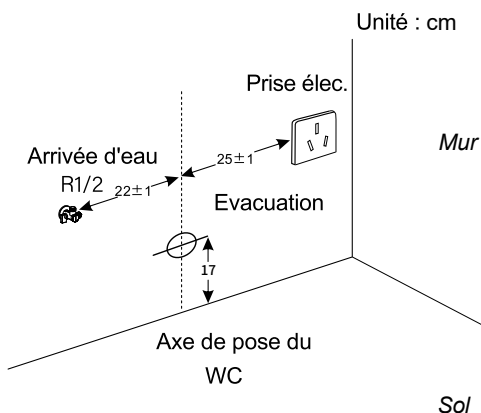 Unité : cm
Prise élec.
Mur
Arrivée d'eau
R1/2
22±1
25±1
Evacuation
17
Axe de pose du
WC
Sol